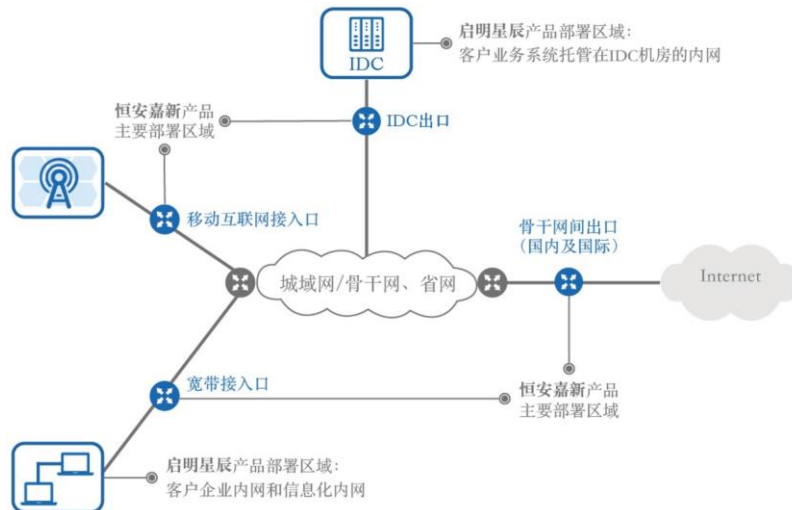 启明星辰产品部署区域:
客户业务系统托管在IDC机房的内网
IDC
恒安嘉新产品
主要部署区域
IDC出口
移动互联网接入口
骨干网间出口
(国内及国际)
城域网/骨干网、省网
Internet
宽带接入口
恒安嘉新产品
主要部署区域
启明星辰产品部署区域:
客户企业内网和信息化内网